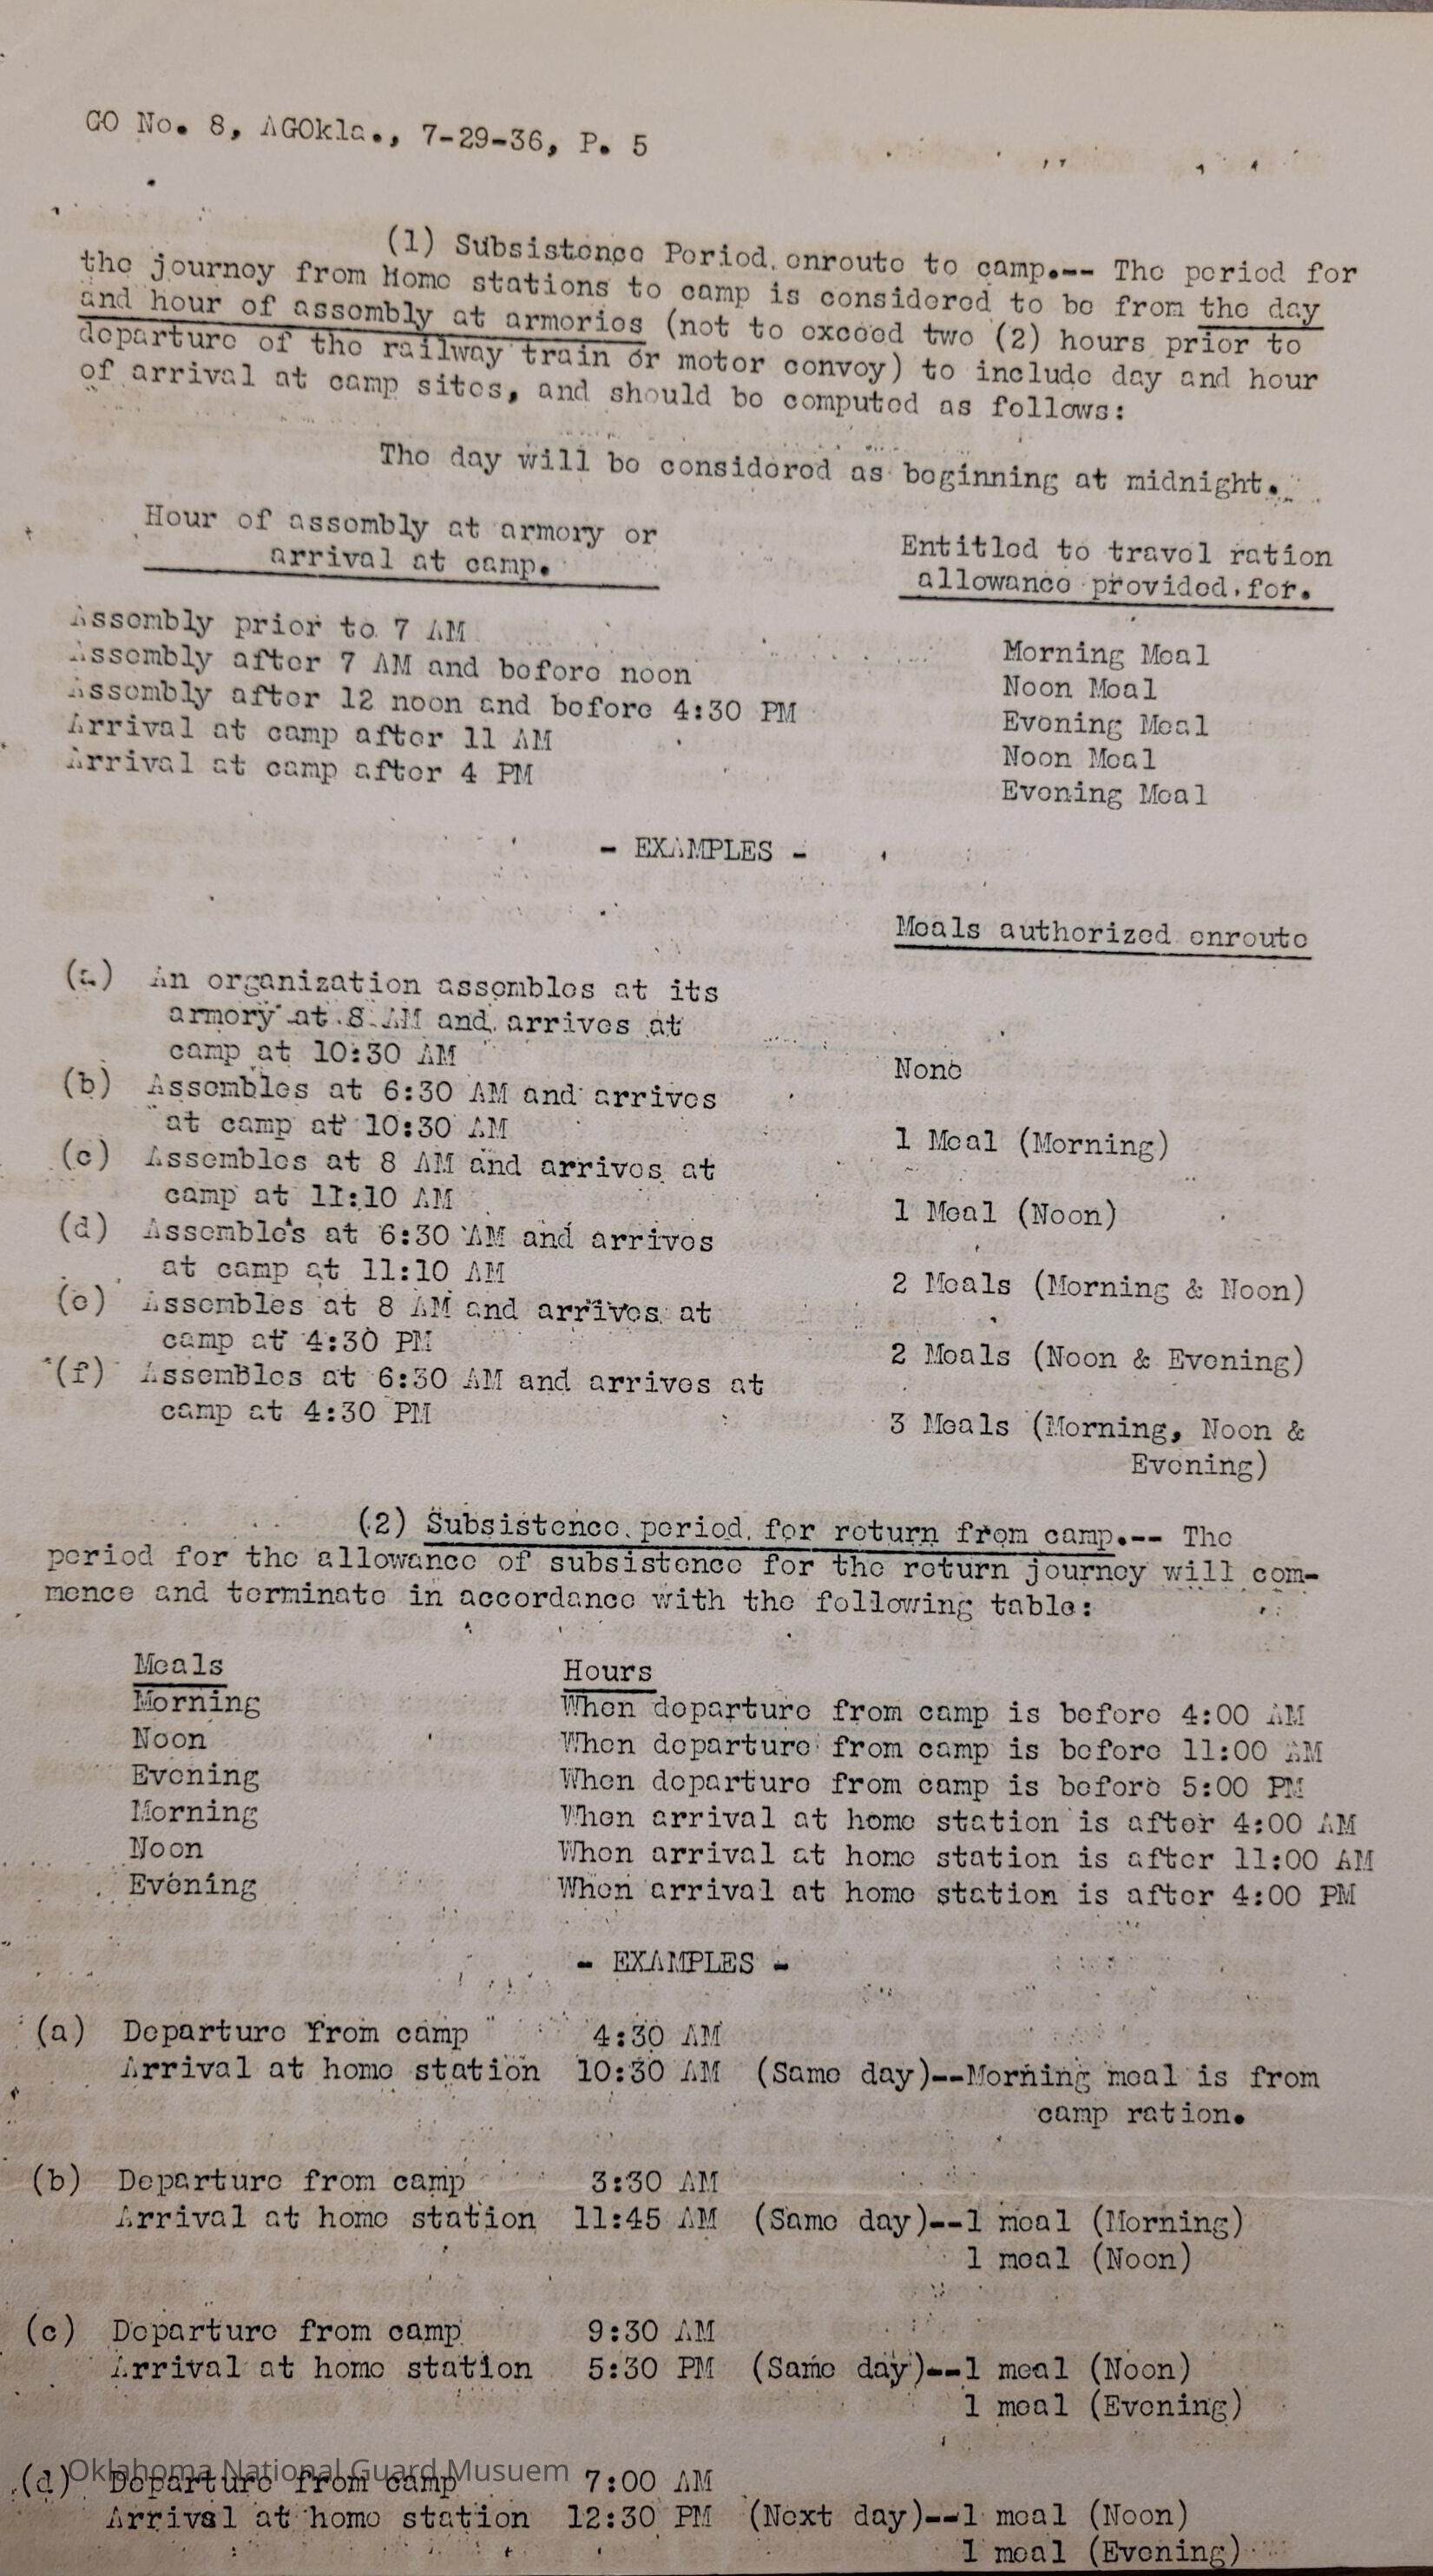 GO No. 8, AGOkla., 7-29-36, P. 5
(1) Subsistence Period enroute to camp.-- The period for
the journey from Home stations to camp is considered to be from the day
and hour of assembly at armories (not to exceed two (2) hours prior to
departure of the railway train or motor convoy) to include day and hour
of arrival at camp sites, and should be computed as follows:
The day will be considered as beginning at midnight.
Hour of assembly at armory or
arrival at camp.
Entitled to travel ration
allowance provided for.
Assembly prior to 7 AM
Morning Meal
Assembly after 7 AM and before noon
Noon Meal
Assembly after 12 noon and before 4:30 PM
Evening Meal
Arrival at camp after 11 AM
Noon Meal
Arrival at camp after 4 PM
Evening Meal
- EXAMPLES -
Meals authorized enroute
(a) An organization assembles at its
armory at 8 AM and arrives at
camp at 10:30 AM
None
(b) Assembles at 6:30 AM and arrives
at camp at 10:30 AM
1 Meal (Morning)
(c) Assembles at 8 AM and arrives at
camp at 11:10 AM
1 Meal (Noon)
(d) Assembles at 6:30 AM and arrives
at camp at 11:10 AM
2 Meals (Morning & Noon)
(e) Assembles at 8 AM and arrives at
camp at 4:30 PM
2 Meals (Noon & Evening)
(f) Assembles at 6:30 AM and arrives at
camp at 4:30 PM
3 Meals (Morning, Noon &
Evening)
(2) Subsistence period for return from camp.-- The
period for the allowance of subsistence for the return journey will com-
mence and terminate in accordance with the following table:
Meals Hours
Morning When departure from camp is before 4:00 AM
Noon When departure from camp is before 11:00 AM
Evening When departure from camp is before 5:00 PM
Morning When arrival at home station is after 4:00 AM
Noon When arrival at home station is after 11:00 AM
Evening When arrival at home station is after 4:00 PM
- EXAMPLES -
(a) Departure from camp 4:30 AM
Arrival at home station 10:30 AM (Same day)--Morning meal is from
camp ration.
(b) Departure from camp 3:30 AM
Arrival at home station 11:45 AM (Same day)--1 meal (Morning)
1 meal (Noon)
(c) Departure from camp 9:30 AM
Arrival at home station 5:30 PM (Same day)--1 meal (Noon)
1 meal (Evening)
Oklahoma National Guard Musuem
(d) Departure from camp 7:00 AM
Arrival at home station 12:30 PM (Next day)--1 meal (Noon)
1 meal (Evening)